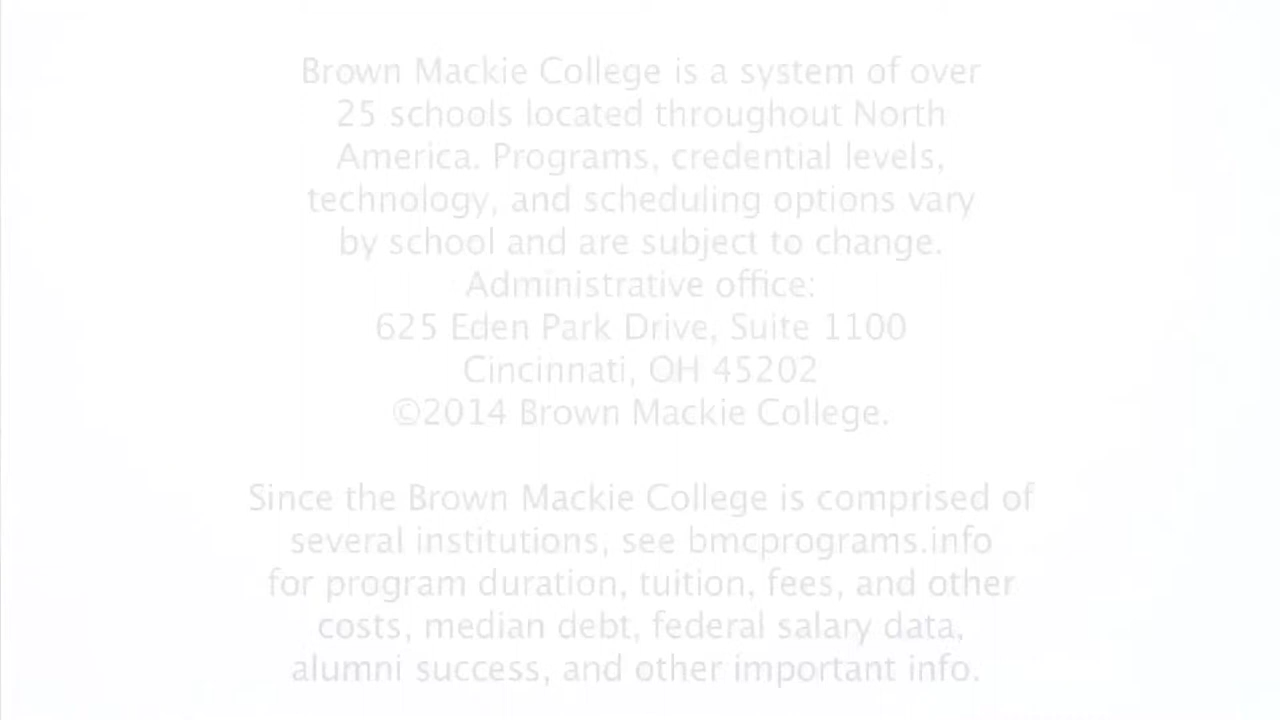 Brown Mackie College is a system of over
25 schools located throughout North
America. Programs, credential levels,
technology, and scheduling options vary
by school and are subject to change.
Administrative office:
625 Eden Park Drive, Suite 1100
Cincinnati, OH 45202
©2014 Brown Mackie College.
Since the Brown Mackie College is comprised of
several institutions, see bmcprograms.info
for program duration, tuition, fees, and other
costs, median debt, federal salary data,
alumni success, and other important info.